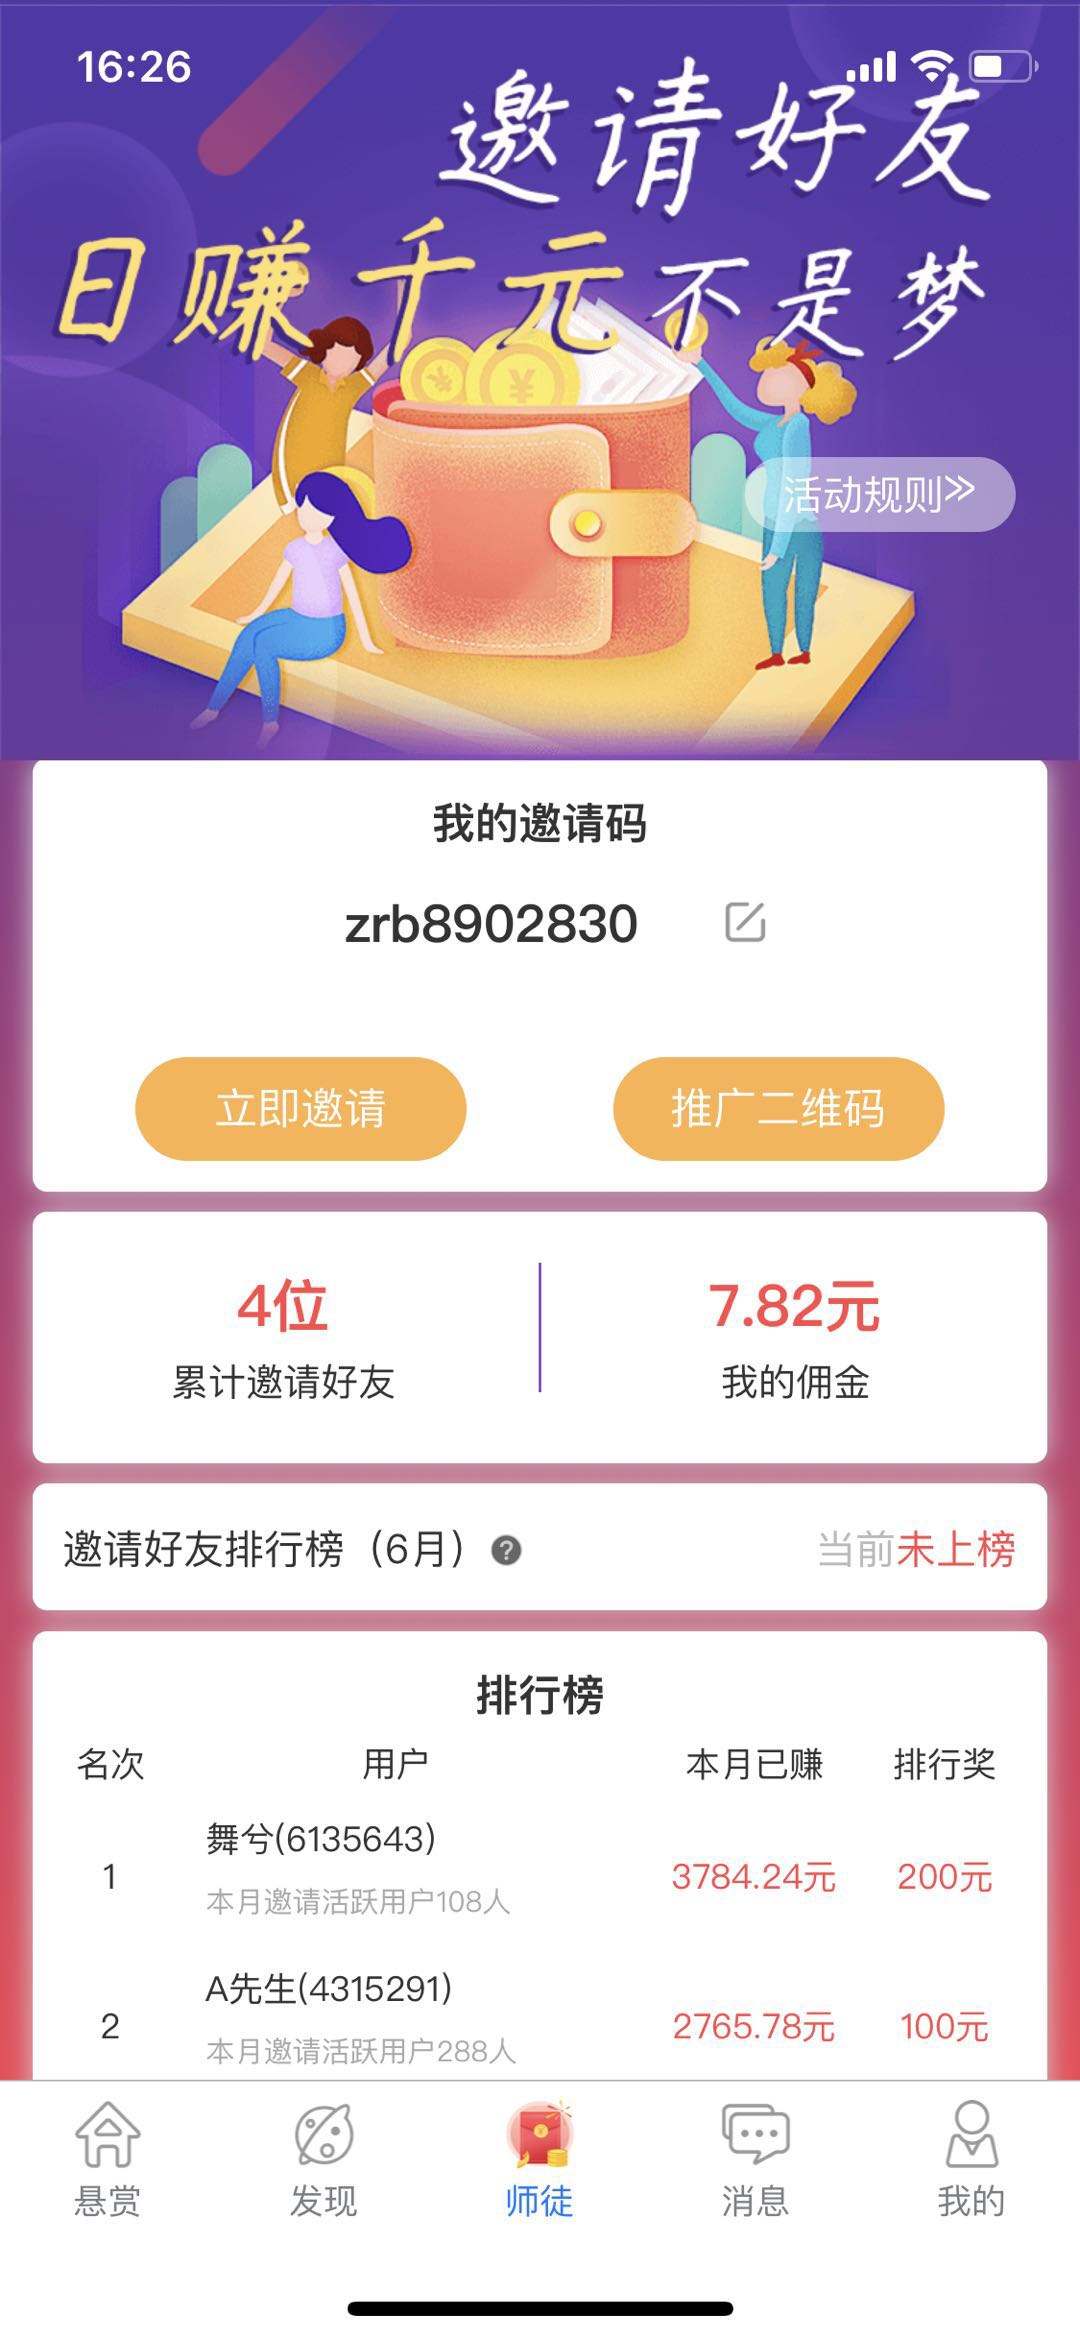 16:26
邀请好友
日赚千元不是梦
活动规则>>
我的邀请码
zrb8902830
立即邀请
推广二维码
4位
7.82元
累计邀请好友
我的佣金
邀请好友排行榜（6月） ?
当前未上榜
排行榜
名次 用户 本月已赚 排行奖
舞兮(6135643)
1 3784.24元 200元
本月邀请活跃用户108人
A先生(4315291)
2 2765.78元 100元
本月邀请活跃用户288人
悬赏 发现 师徒 消息 我的